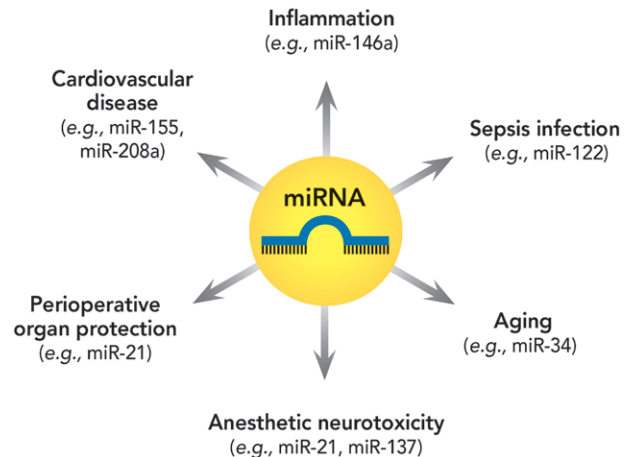 Inflammation
(e.g., miR-146a)
Cardiovascular
disease
(e.g., miR-155,
miR-208a)
Sepsis infection
(e.g., miR-122)
miRNA
Perioperative
organ protection
(e.g., miR-21)
Aging
(e.g., miR-34)
Anesthetic neurotoxicity
(e.g., miR-21, miR-137)